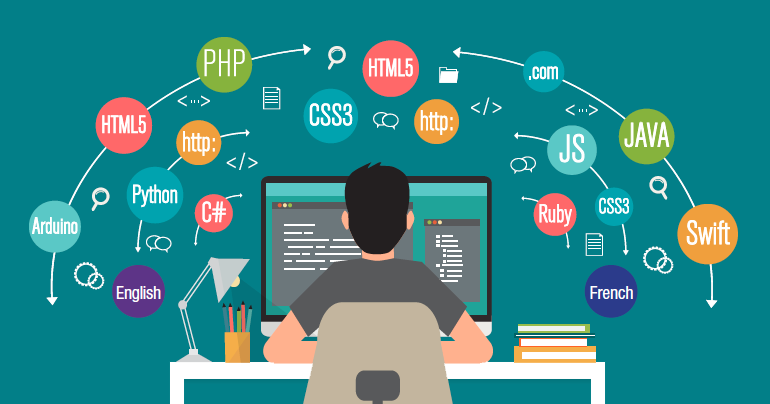 PHP
HTML5
.com
<...>
HTML5
CSS3
http:
</>
<...>
JAVA
http:
</>
JS
Python
C#
Ruby
CSS3
Arduino
Swift
English
French